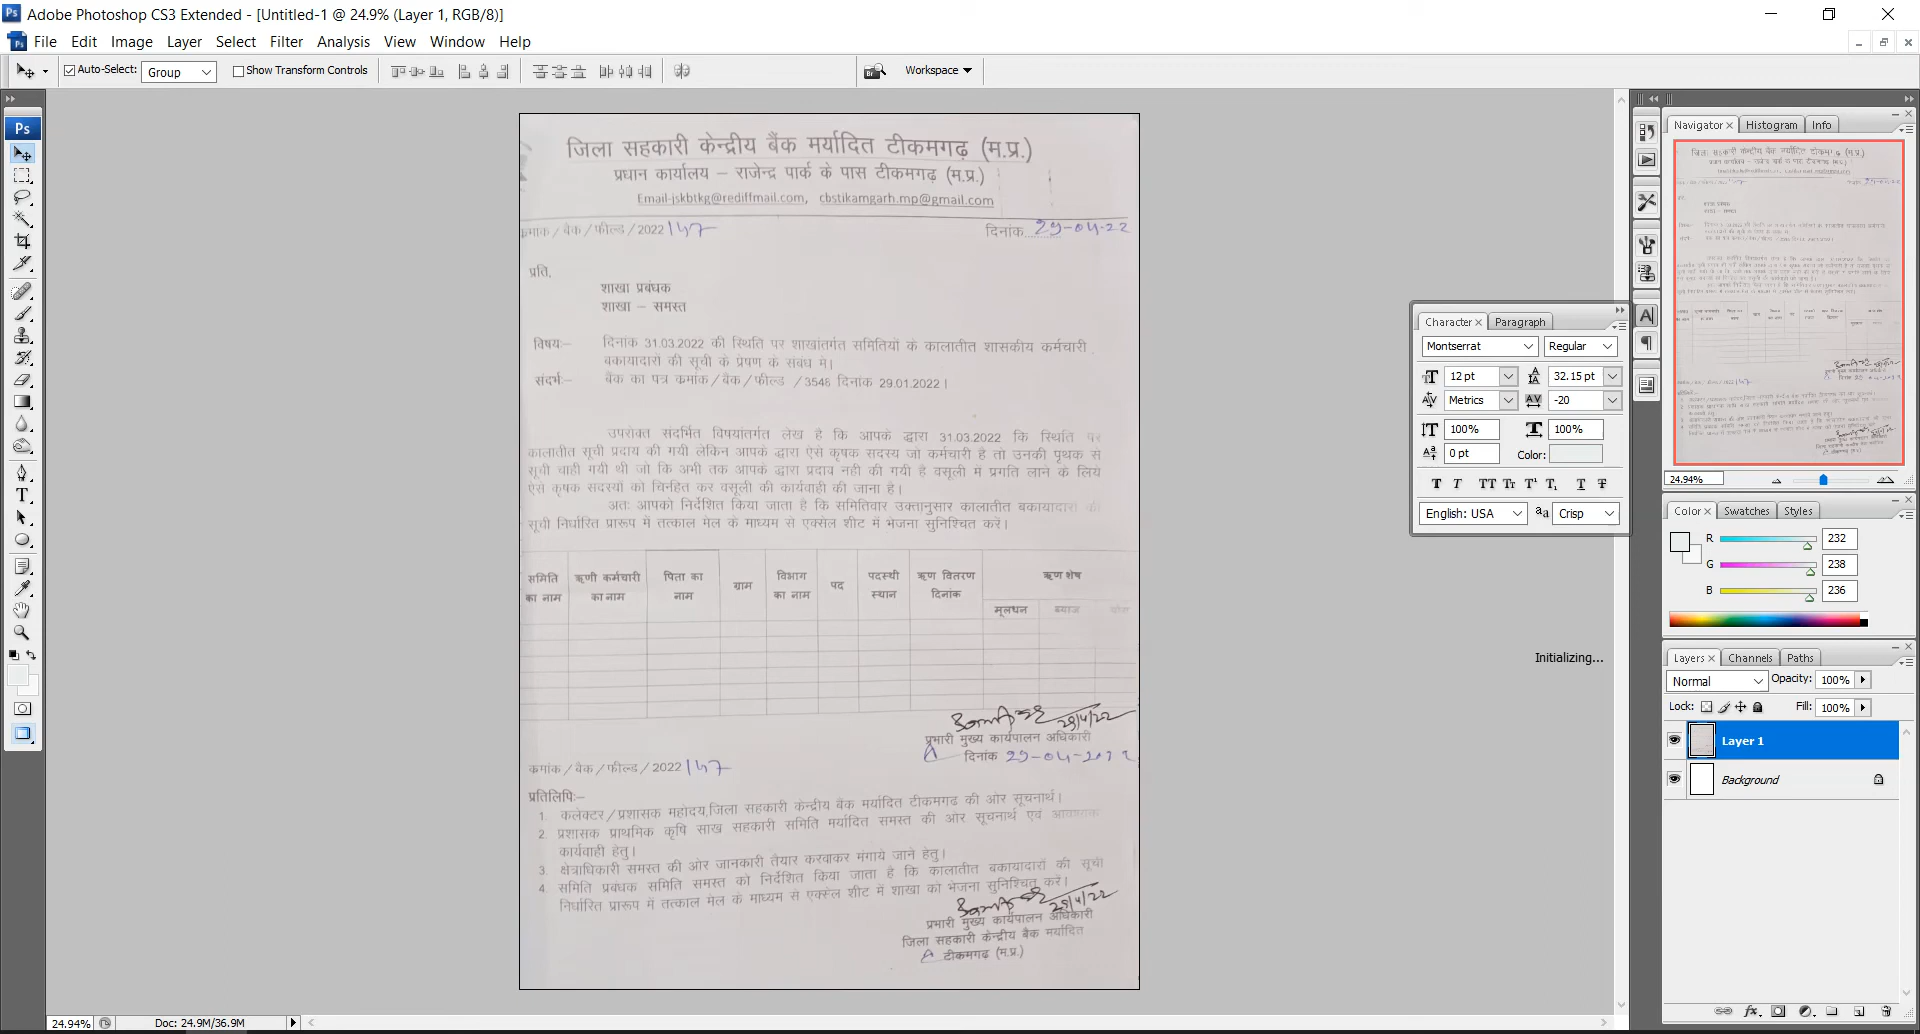 Adobe Photoshop CS3 Extended - [Untitled-1 @ 24.9% (Layer 1, RGB/8)]
File Edit Image Layer Select Filter Analysis View Window Help
Auto-Select: Group Show Transform Controls Workspace
जिला सहकारी केन्द्रीय बैंक मर्यादित टीकमगढ़ (म.प्र.)
प्रधान कार्यालय – राजेन्द्र पार्क के पास टीकमगढ़ (म.प्र.)
Email-jskbtkg@rediffmail.com, cbstikamgarh.mp@gmail.com
कमांक/बैंक/फील्ड/2022/147 दिनांक 29-04-22
प्रति,
शाखा प्रबंधक
शाखा – समस्त
विषयः– दिनांक 31.03.2022 की स्थिति पर शाखांतर्गत समितियों के कालातीत शासकीय कर्मचारी
बकायादारों की सूची के प्रेषण के संबंध में।
संदर्भः– बैंक का पत्र कमांक/बैंक/फील्ड /3546 दिनांक 29.01.2022।
उपरोक्त संदर्भित विषयांतर्गत लेख है कि आपके द्वारा 31.03.2022 कि स्थिति पर
कालातीत सूची प्रदाय की गयी लेकिन आपके द्वारा ऐसे कृषक सदस्य जो कर्मचारी है तो उनकी पृथक से
सूची चाही गयी थी जो कि अभी तक आपके द्वारा प्रदाय नही की गयी है वसूली में प्रगति लाने के लिय
ऐसे कृषक सदस्यों को चिनहित कर वसूली की कार्यवाही की जाना है।
अतः आपको निर्देशित किया जाता है कि समितिवार उक्तानुसार कालातीत बकायादारों की
सूची निर्धारित प्रारूप में तत्काल मेल के माध्यम से एक्सेल शीट में भेजना सुनिश्चित करें।
समिति का नाम ऋणी कर्मचारी का नाम पिता का नाम ग्राम विभाग का नाम पद पदस्थी स्थान ऋण वितरण दिनांक ऋण शेष
मूलधन ब्याज
29/4/22
प्रभारी मुख्य कार्यपालन अधिकारी
कमांक/बैंक/फील्ड/2022/147 दिनांक 29-04-2022
प्रतिलिपिः–
1. कलेक्टर/प्रशासक महोदय,जिला सहकारी केन्द्रीय बैंक मर्यादित टीकमगढ की ओर सूचनार्थ।
2. प्रशासक प्राथमिक कृषि साख सहकारी समिति मर्यादित समस्त की ओर सूचनार्थ एवं आवश्यक
कार्यवाही हेतु।
3. क्षेत्राधिकारी समस्त की ओर जानकारी तैयार करवाकर मंगाये जाने हेतु।
4. समिति प्रबंधक समिति समस्त को निर्देशित किया जाता है कि कालातीत बकायादारों की सूची
निर्धारित प्रारूप में तत्काल मेल के माध्यम से एक्सेल शीट में शाखा को भेजना सुनिश्चित करें।
29/4/22
प्रभारी मुख्य कार्यपालन अधिकारी
जिला सहकारी केन्द्रीय बैंक मर्यादित
टीकमगढ़ (म.प्र.)
Character Paragraph
Montserrat Regular
12 pt 32.15 pt
Metrics -20
100% 100%
0 pt Color:
English: USA Crisp
Initializing...
Navigator Histogram Info
24.94%
Color Swatches Styles
R 232
G 238
B 236
Layers Channels Paths
Normal Opacity: 100%
Lock: Fill: 100%
Layer 1
Background
24.94% Doc: 24.9M/36.9M